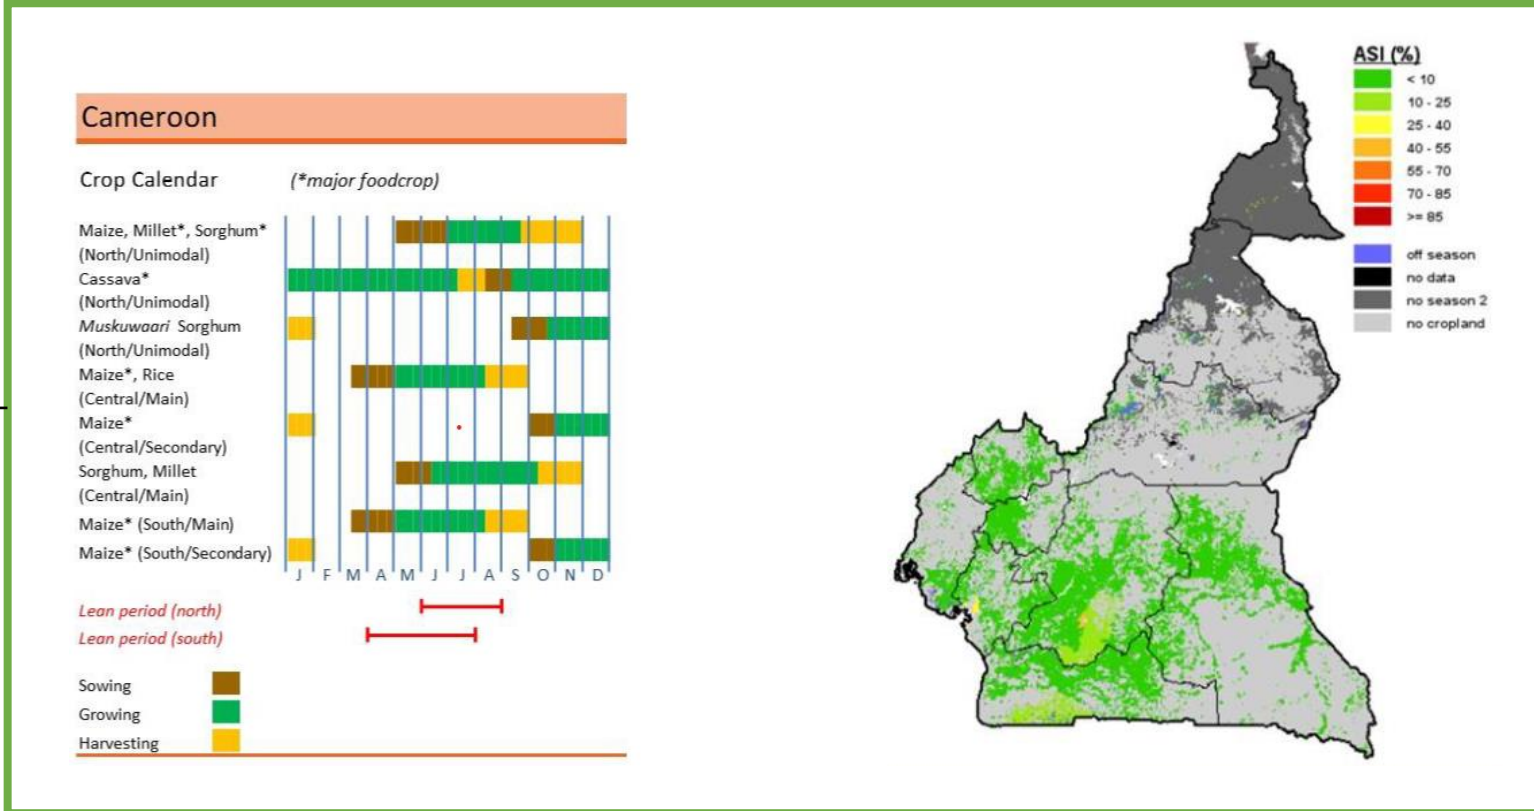 Cameroon
Crop Calendar (*major foodcrop)
Maize, Millet*, Sorghum*
(North/Unimodal)
Cassava*
(North/Unimodal)
Muskuwaari Sorghum
(North/Unimodal)
Maize*, Rice
(Central/Main)
Maize*
(Central/Secondary)
Sorghum, Millet
(Central/Main)
Maize* (South/Main)
Maize* (South/Secondary)
J F M A M J J A S O N D
Lean period (north)
Lean period (south)
Sowing
Growing
Harvesting
ASI (%)
< 10
10 - 25
25 - 40
40 - 55
55 - 70
70 - 85
>= 85
off season
no data
no season 2
no cropland